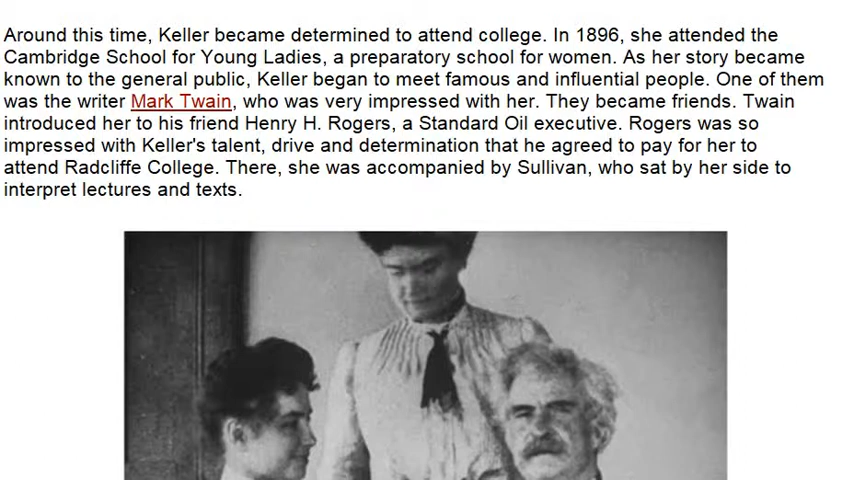 Around this time, Keller became determined to attend college. In 1896, she attended the
Cambridge School for Young Ladies, a preparatory school for women. As her story became
known to the general public, Keller began to meet famous and influential people. One of them
was the writer Mark Twain, who was very impressed with her. They became friends. Twain
introduced her to his friend Henry H. Rogers, a Standard Oil executive. Rogers was so
impressed with Keller's talent, drive and determination that he agreed to pay for her to
attend Radcliffe College. There, she was accompanied by Sullivan, who sat by her side to
interpret lectures and texts.